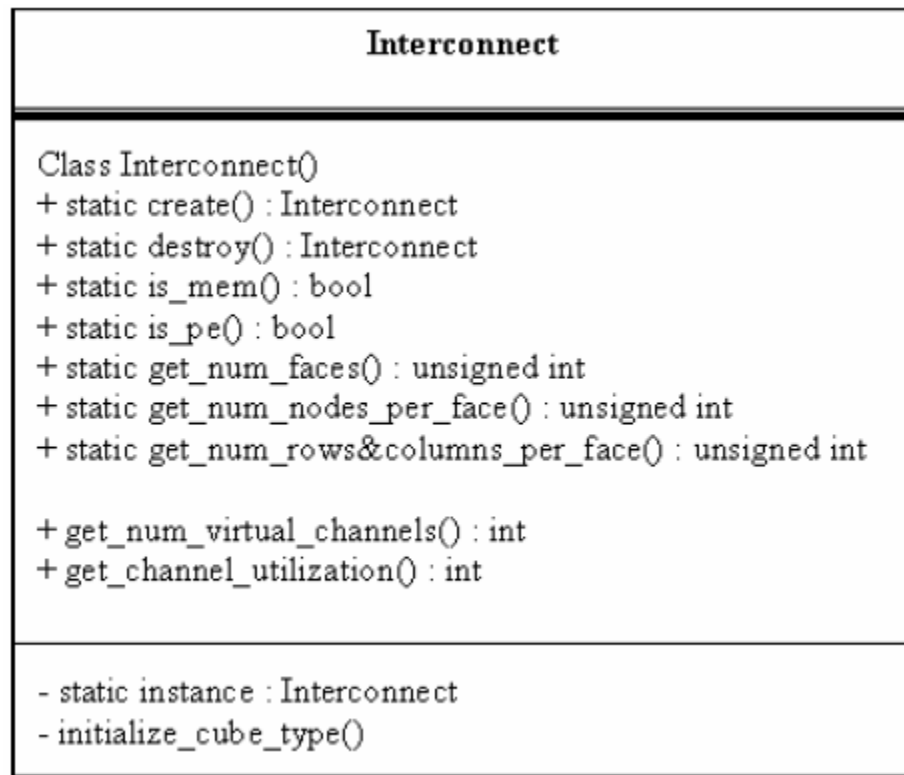 Interconnect
Class Interconnect()
+ static create() : Interconnect
+ static destroy() : Interconnect
+ static is_mem() : bool
+ static is_pe() : bool
+ static get_num_faces() : unsigned int
+ static get_num_nodes_per_face() : unsigned int
+ static get_num_rows&columns_per_face() : unsigned int
+ get_num_virtual_channels() : int
+ get_channel_utilization() : int
- static instance : Interconnect
- initialize_cube_type()